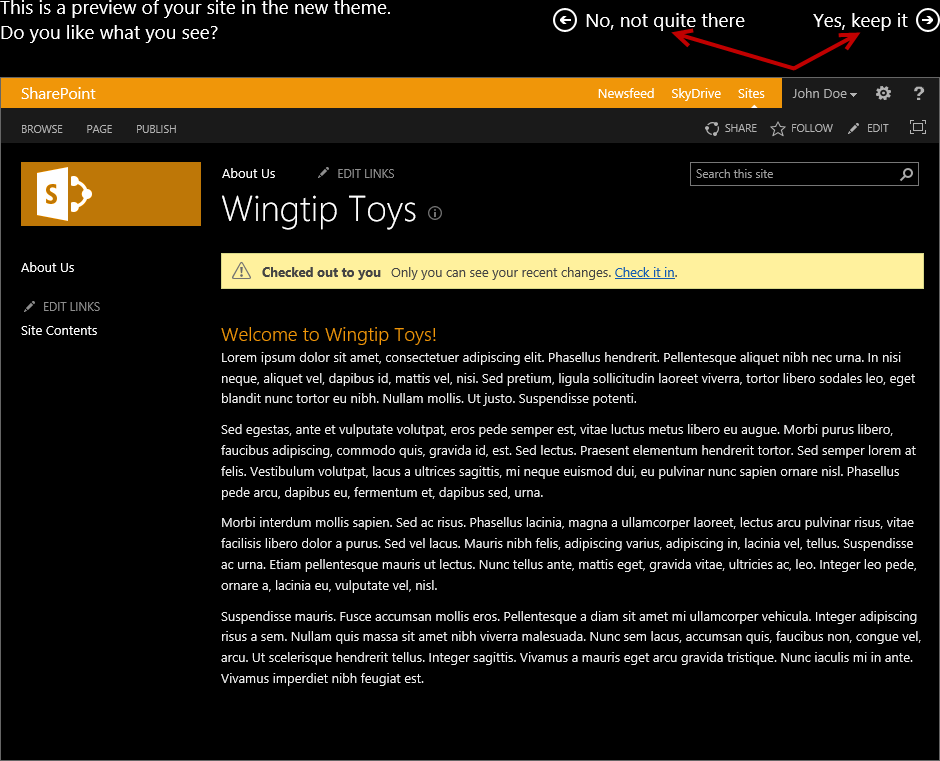 This is a preview of your site in the new theme.
Do you like what you see?
No, not quite there
Yes, keep it
SharePoint
Newsfeed SkyDrive Sites John Doe ?
BROWSE PAGE PUBLISH SHARE FOLLOW EDIT
S
About Us EDIT LINKS
Search this site
Wingtip Toys
About Us
EDIT LINKS
Site Contents
Checked out to you Only you can see your recent changes. Check it in.
Welcome to Wingtip Toys!
Lorem ipsum dolor sit amet, consectetuer adipiscing elit. Phasellus hendrerit. Pellentesque aliquet nibh nec urna. In nisi
neque, aliquet vel, dapibus id, mattis vel, nisi. Sed pretium, ligula sollicitudin laoreet viverra, tortor libero sodales leo, eget
blandit nunc tortor eu nibh. Nullam mollis. Ut justo. Suspendisse potenti.
Sed egestas, ante et vulputate volutpat, eros pede semper est, vitae luctus metus libero eu augue. Morbi purus libero,
faucibus adipiscing, commodo quis, gravida id, est. Sed lectus. Praesent elementum hendrerit tortor. Sed semper lorem at
felis. Vestibulum volutpat, lacus a ultrices sagittis, mi neque euismod dui, eu pulvinar nunc sapien ornare nisl. Phasellus
pede arcu, dapibus eu, fermentum et, dapibus sed, urna.
Morbi interdum mollis sapien. Sed ac risus. Phasellus lacinia, magna a ullamcorper laoreet, lectus arcu pulvinar risus, vitae
facilisis libero dolor a purus. Sed vel lacus. Mauris nibh felis, adipiscing varius, adipiscing in, lacinia vel, tellus. Suspendisse
ac urna. Etiam pellentesque mauris ut lectus. Nunc tellus ante, mattis eget, gravida vitae, ultricies ac, leo. Integer leo pede,
ornare a, lacinia eu, vulputate vel, nisl.
Suspendisse mauris. Fusce accumsan mollis eros. Pellentesque a diam sit amet mi ullamcorper vehicula. Integer adipiscing
risus a sem. Nullam quis massa sit amet nibh viverra malesuada. Nunc sem lacus, accumsan quis, faucibus non, congue vel,
arcu. Ut scelerisque hendrerit tellus. Integer sagittis. Vivamus a mauris eget arcu gravida tristique. Nunc iaculis mi in ante.
Vivamus imperdiet nibh feugiat est.